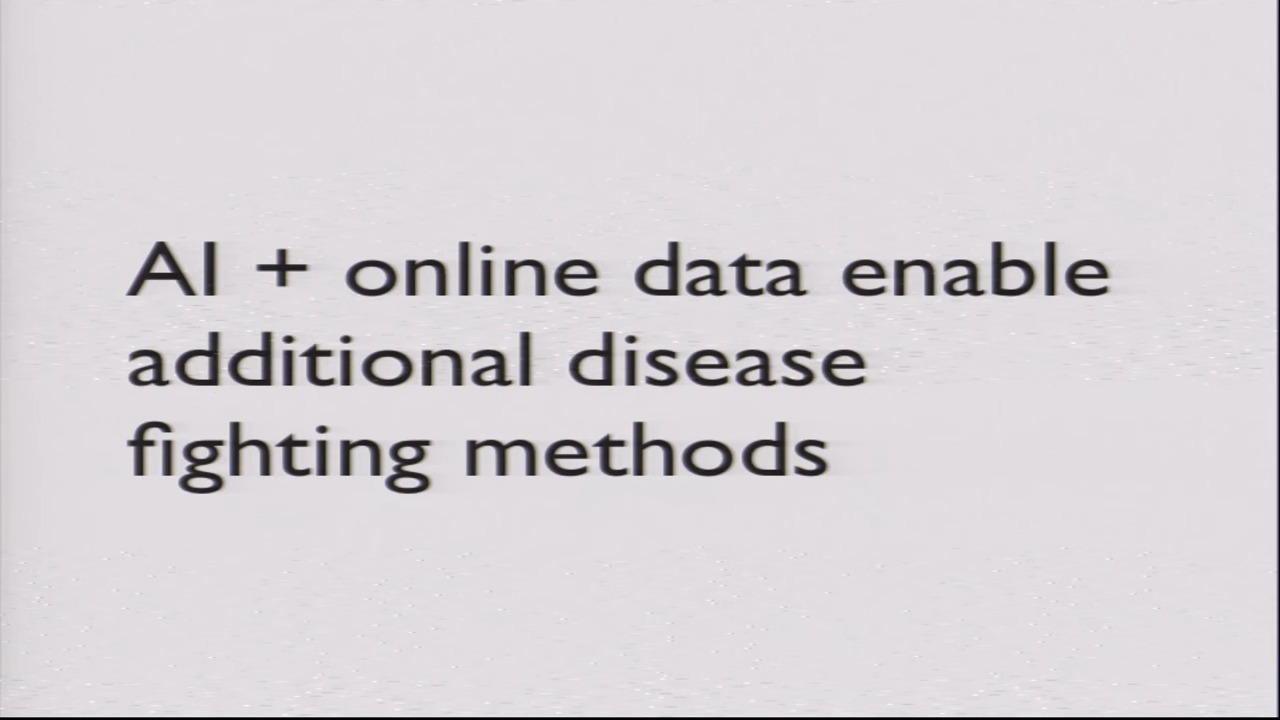 AI + online data enable
additional disease
fighting methods